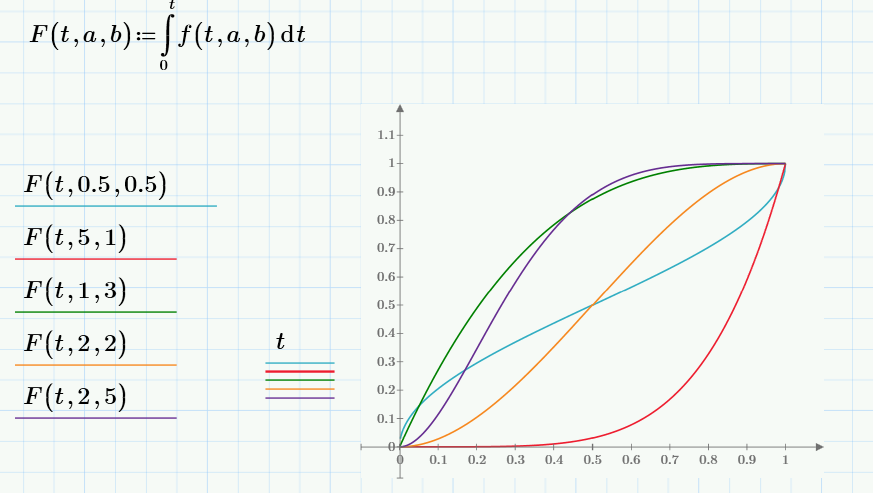 F(t,a,b):=∫₀ᵗ f(t,a,b) dt
F(t,0.5,0.5)
F(t,5,1)
F(t,1,3)
F(t,2,2)
F(t,2,5)
t
1.1
1
0.9
0.8
0.7
0.6
0.5
0.4
0.3
0.2
0.1
0
0 0.1 0.2 0.3 0.4 0.5 0.6 0.7 0.8 0.9 1